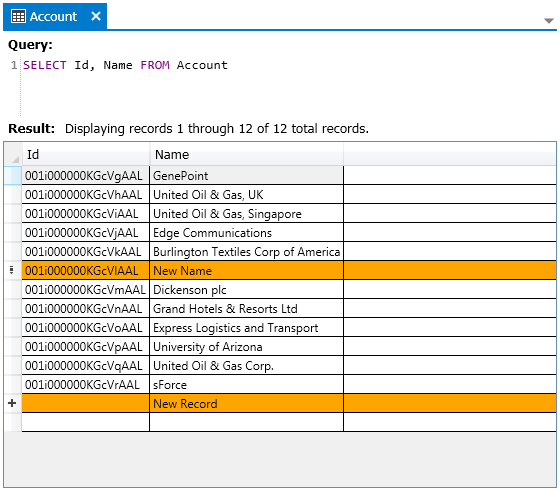 Account
Query:
1 SELECT Id, Name FROM Account
Result: Displaying records 1 through 12 of 12 total records.
Id Name
001i000000KGcVgAAL GenePoint
001i000000KGcVhAAL United Oil & Gas, UK
001i000000KGcViAAL United Oil & Gas, Singapore
001i000000KGcVjAAL Edge Communications
001i000000KGcVkAAL Burlington Textiles Corp of America
001i000000KGcVlAAL New Name
001i000000KGcVmAAL Dickenson plc
001i000000KGcVnAAL Grand Hotels & Resorts Ltd
001i000000KGcVoAAL Express Logistics and Transport
001i000000KGcVpAAL University of Arizona
001i000000KGcVqAAL United Oil & Gas Corp.
001i000000KGcVrAAL sForce
+ New Record